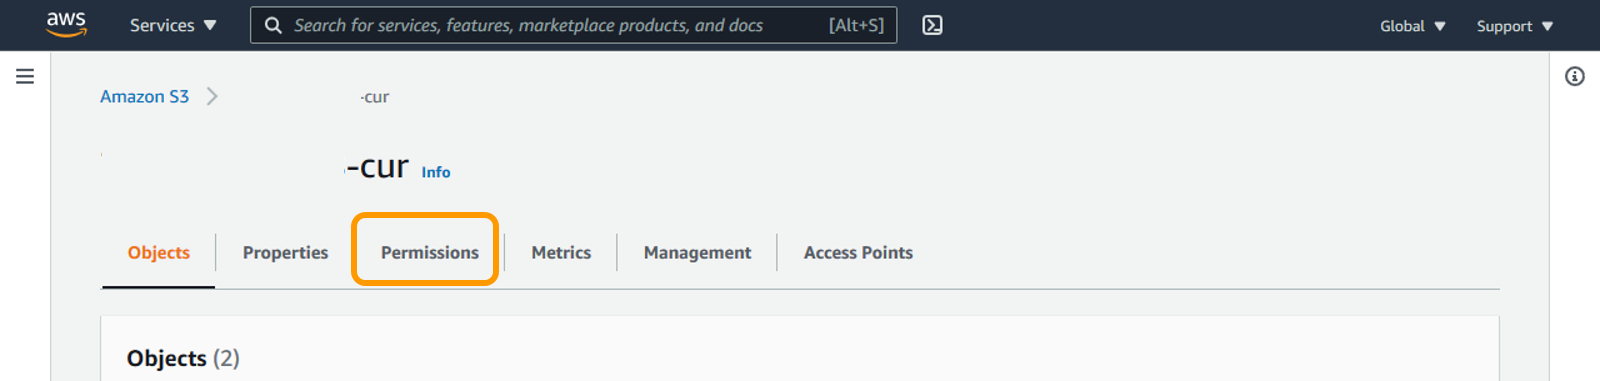 aws Services Search for services, features, marketplace products, and docs [Alt+S] Global Support
Amazon S3 -cur
-cur Info
Objects Properties Permissions Metrics Management Access Points
Objects (2)